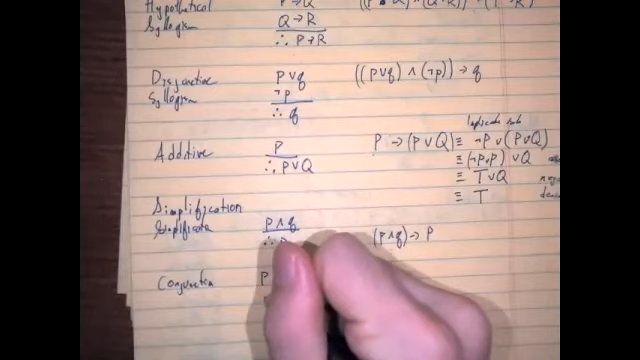 Hypothetical
Syllogism
Q→R
∴ P→R
Disjunctive
Syllogism
p∨q
¬p
∴ q
((p∨q) ∧ (¬p)) → q
Additive
P
∴ P∨Q
P → (P∨Q) ≡ ¬P∨(P∨Q)
≡ (¬P∨P) ∨Q
≡ T∨Q
≡ T
Simplification
p∧q
∴
(p∧q) → P
Conjunction
P